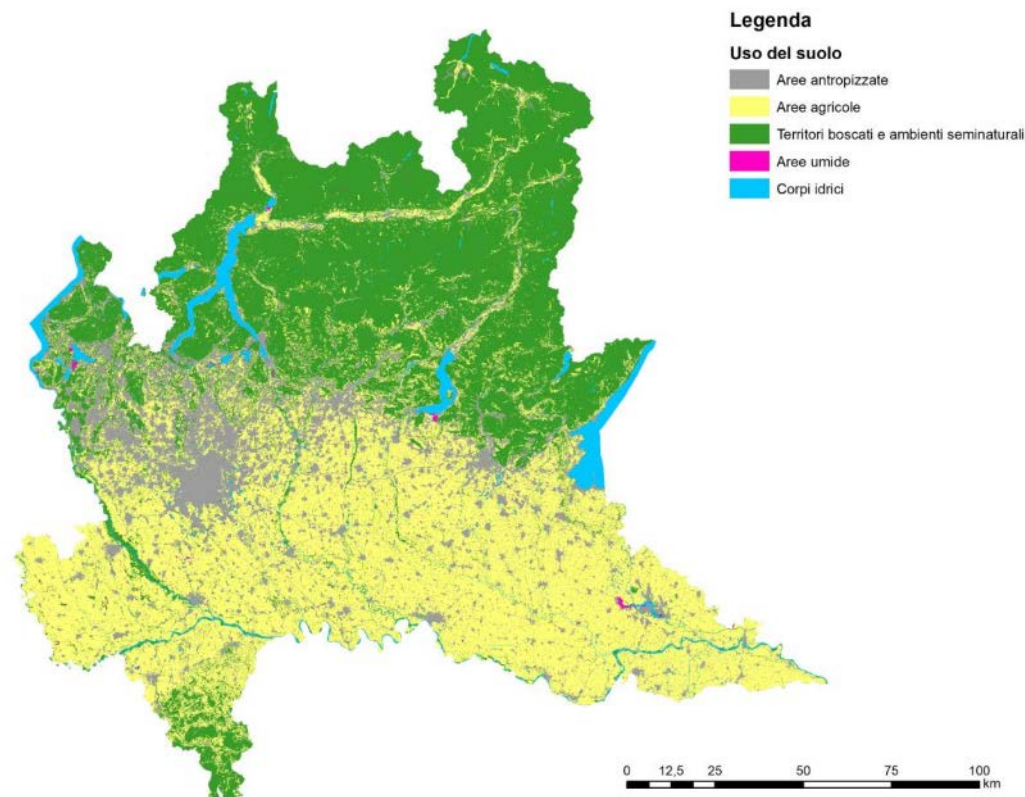 Legenda
Uso del suolo
Aree antropizzate
Aree agricole
Territori boscati e ambienti seminaturali
Aree umide
Corpi idrici
0 12,5 25 50 75 100
km